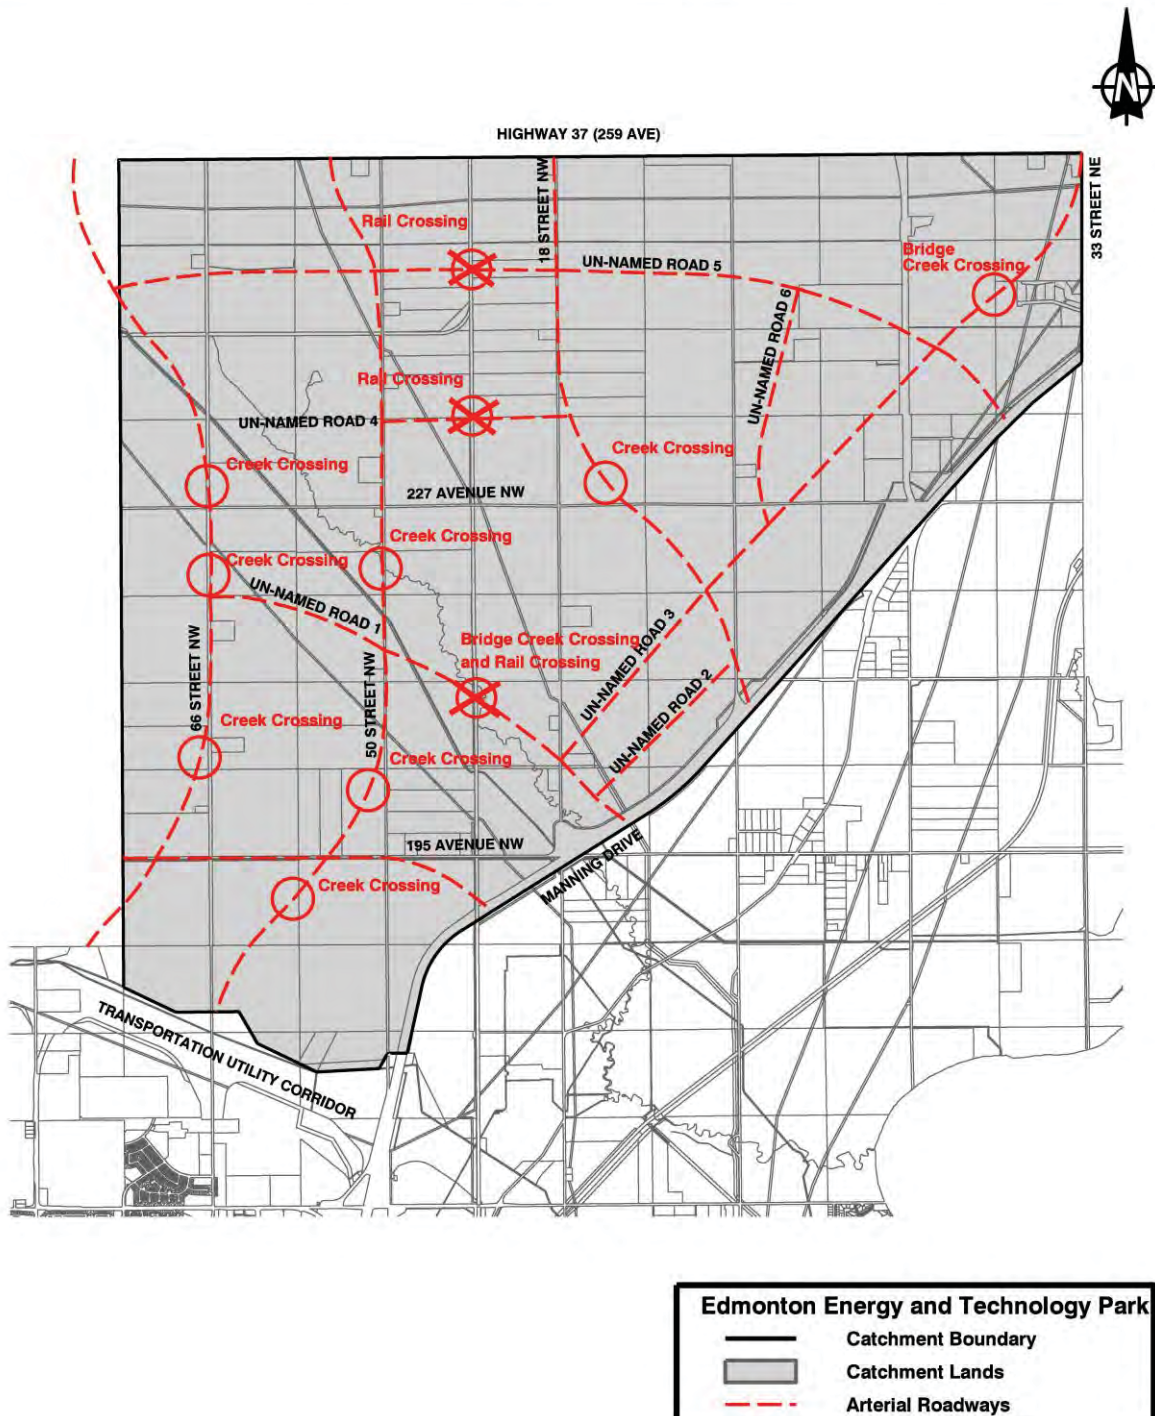 N
HIGHWAY 37 (259 AVE)
18 STREET NW
33 STREET NE
Rail Crossing
Bridge
Creek Crossing
UN-NAMED ROAD 5
UN-NAMED ROAD 6
Rail Crossing
UN-NAMED ROAD 4
Creek Crossing
Creek Crossing
227 AVENUE NW
Creek Crossing
Creek Crossing
UN-NAMED ROAD 1
66 STREET NW
Bridge Creek Crossing
and Rail Crossing
UN-NAMED ROAD 3
UN-NAMED ROAD 2
50 STREET NW
Creek Crossing
Creek Crossing
195 AVENUE NW
MANNING DRIVE
Creek Crossing
TRANSPORTATION UTILITY CORRIDOR
Edmonton Energy and Technology Park
Catchment Boundary
Catchment Lands
Arterial Roadways